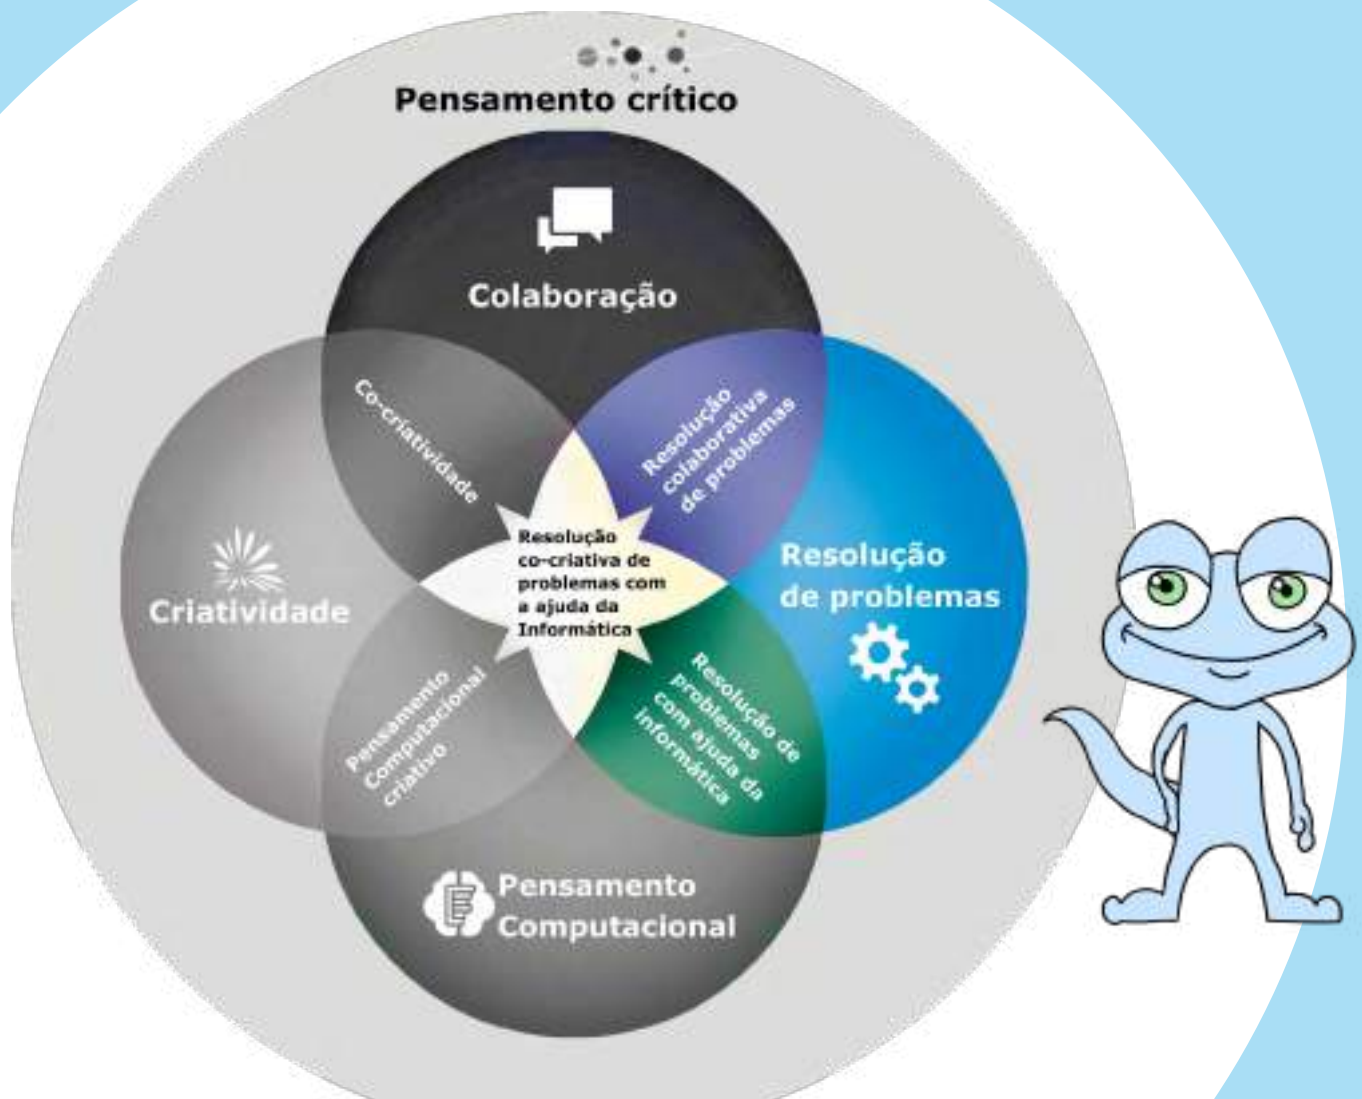 Pensamento crítico
Colaboração
Co-criatividade
Resolução
colaborativa
de problemas
Criatividade
Resolução
co-criativa de
problemas com
a ajuda da
Informática
Resolução
de problemas
Pensamento
Computacional
criativo
Resolução de
problemas
com ajuda da
informática
Pensamento
Computacional